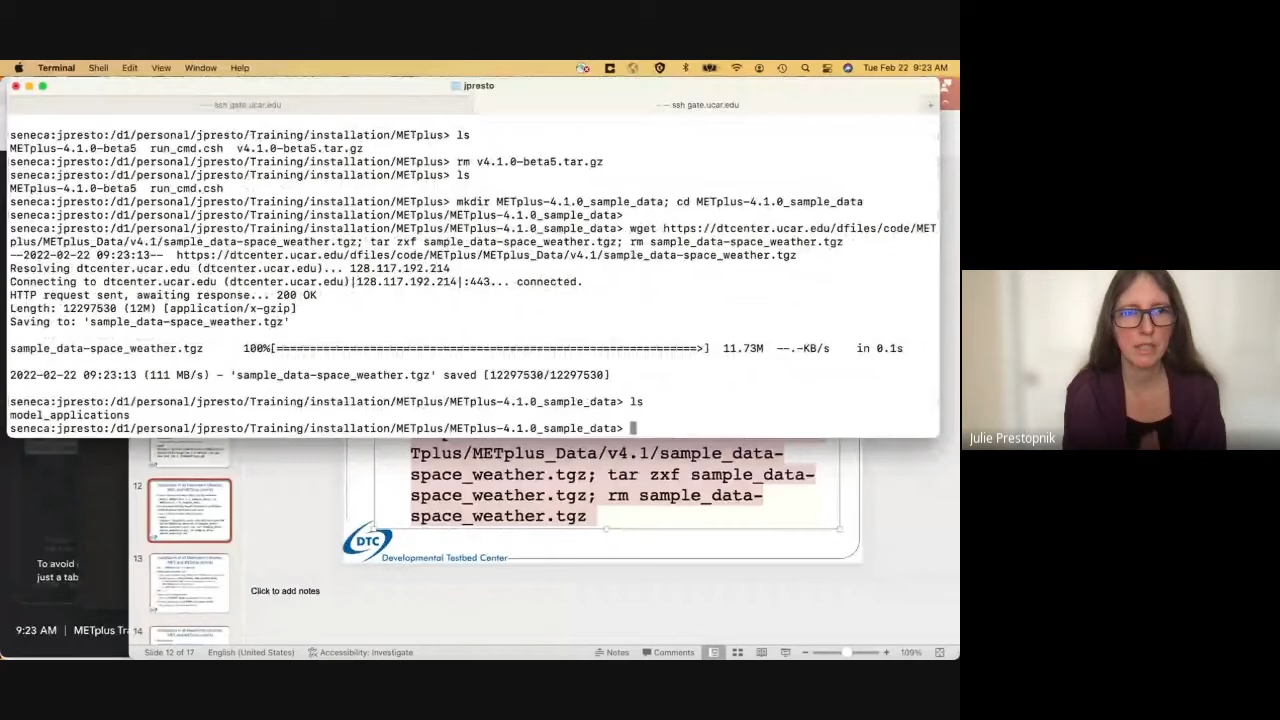 Terminal Shell Edit View Window Help Tue Feb 22 9:23 AM
jpresto
ssh gate.ucar.edu ssh gate.ucar.edu +
seneca:jpresto:/d1/personal/jpresto/Training/installation/METplus> ls
METplus-4.1.0-beta5 run_cmd.csh v4.1.0-beta5.tar.gz
seneca:jpresto:/d1/personal/jpresto/Training/installation/METplus> rm v4.1.0-beta5.tar.gz
seneca:jpresto:/d1/personal/jpresto/Training/installation/METplus> ls
METplus-4.1.0-beta5 run_cmd.csh
seneca:jpresto:/d1/personal/jpresto/Training/installation/METplus> mkdir METplus-4.1.0_sample_data; cd METplus-4.1.0_sample_data
seneca:jpresto:/d1/personal/jpresto/Training/installation/METplus/METplus-4.1.0_sample_data>
seneca:jpresto:/d1/personal/jpresto/Training/installation/METplus/METplus-4.1.0_sample_data> wget https://dtcenter.ucar.edu/dfiles/code/MET
plus/METplus_Data/v4.1/sample_data-space_weather.tgz; tar zxf sample_data-space_weather.tgz; rm sample_data-space_weather.tgz
--2022-02-22 09:23:13-- https://dtcenter.ucar.edu/dfiles/code/METplus/METplus_Data/v4.1/sample_data-space_weather.tgz
Resolving dtcenter.ucar.edu (dtcenter.ucar.edu)... 128.117.192.214
Connecting to dtcenter.ucar.edu (dtcenter.ucar.edu)|128.117.192.214|:443... connected.
HTTP request sent, awaiting response... 200 OK
Length: 12297530 (12M) [application/x-gzip]
Saving to: 'sample_data-space_weather.tgz'
sample_data-space_weather.tgz 100%[=====================================================>] 11.73M --.-KB/s in 0.1s
2022-02-22 09:23:13 (111 MB/s) - 'sample_data-space_weather.tgz' saved [12297530/12297530]
seneca:jpresto:/d1/personal/jpresto/Training/installation/METplus/METplus-4.1.0_sample_data> ls
model_applications
seneca:jpresto:/d1/personal/jpresto/Training/installation/METplus/METplus-4.1.0_sample_data>
Julie Prestopnik
Tplus/METplus_Data/v4.1/sample_data-
space_weather.tgz; tar zxf sample_data-
space_weather.tgz; rm sample_data-
space_weather.tgz
12
DTC
Developmental Testbed Center
13
To avoid
just a tab
Click to add notes
9:23 AM | METplus Tra
14
Slide 12 of 17 English (United States) Accessibility: Investigate Notes Comments 109%